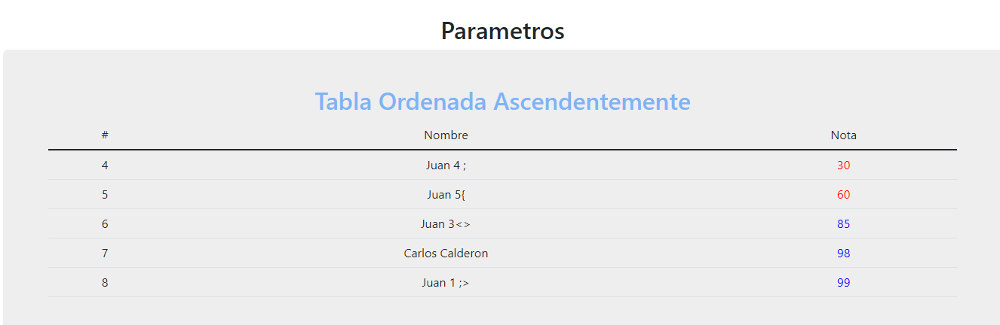 Parametros
Tabla Ordenada Ascendentemente
# Nombre Nota
4 Juan 4 ; 30
5 Juan 5{ 60
6 Juan 3<> 85
7 Carlos Calderon 98
8 Juan 1 ;> 99